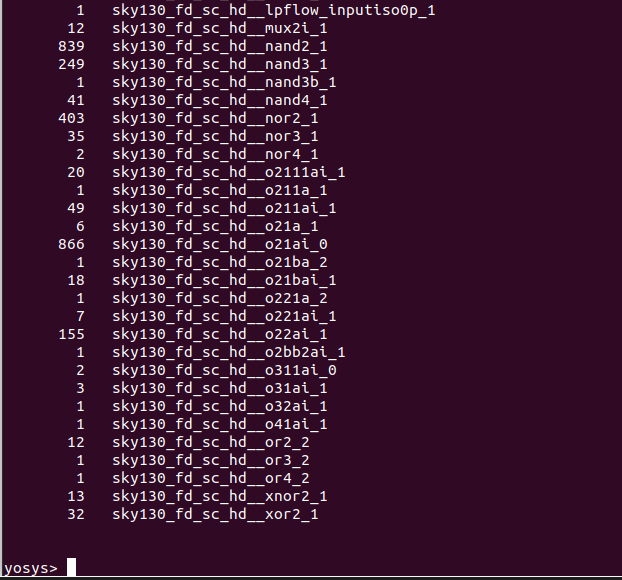 1 sky130_fd_sc_hd__lpflow_inputiso0p_1
12 sky130_fd_sc_hd__mux2i_1
839 sky130_fd_sc_hd__nand2_1
249 sky130_fd_sc_hd__nand3_1
1 sky130_fd_sc_hd__nand3b_1
41 sky130_fd_sc_hd__nand4_1
403 sky130_fd_sc_hd__nor2_1
35 sky130_fd_sc_hd__nor3_1
2 sky130_fd_sc_hd__nor4_1
20 sky130_fd_sc_hd__o2111ai_1
1 sky130_fd_sc_hd__o211a_1
49 sky130_fd_sc_hd__o211ai_1
6 sky130_fd_sc_hd__o21a_1
866 sky130_fd_sc_hd__o21ai_0
1 sky130_fd_sc_hd__o21ba_2
18 sky130_fd_sc_hd__o21bai_1
1 sky130_fd_sc_hd__o221a_2
7 sky130_fd_sc_hd__o221ai_1
155 sky130_fd_sc_hd__o22ai_1
1 sky130_fd_sc_hd__o2bb2ai_1
2 sky130_fd_sc_hd__o311ai_0
3 sky130_fd_sc_hd__o31ai_1
1 sky130_fd_sc_hd__o32ai_1
1 sky130_fd_sc_hd__o41ai_1
12 sky130_fd_sc_hd__or2_2
1 sky130_fd_sc_hd__or3_2
1 sky130_fd_sc_hd__or4_2
13 sky130_fd_sc_hd__xnor2_1
32 sky130_fd_sc_hd__xor2_1
yosys>